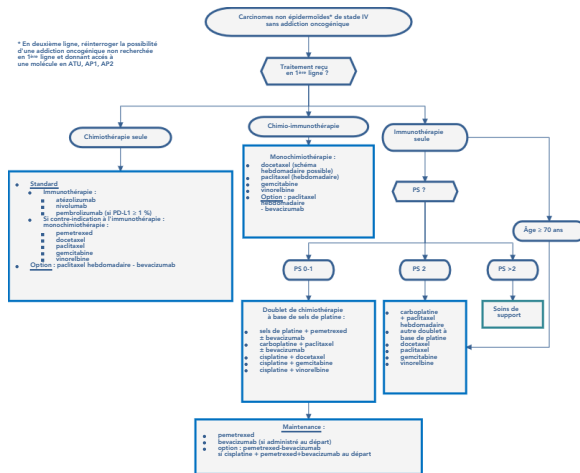 Carcinomes non épidermoïdes* de stade IV
sans addiction oncogénique
* En deuxième ligne, réinterroger la possibilité
d'une addiction oncogénique non recherchée
en 1ère ligne et donnant accès à
une molécule en ATU, AP1, AP2
Traitement reçu
en 1ère ligne ?
Chimiothérapie seule
Chimio-immunothérapie
Immunothérapie
seule
Standard
Immunothérapie :
atézolizumab
nivolumab
pembrolizumab (si PD-L1 ≥ 1 %)
Si contre-indication à l'immunothérapie :
monochimiothérapie :
pemetrexed
docetaxel
paclitaxel
gemcitabine
vinorelbine
Option : paclitaxel hebdomadaire - bevacizumab
Monochimiothérapie :
docetaxel (schéma
hebdomadaire possible)
paclitaxel (hebdomadaire)
gemcitabine
vinorelbine
Option : paclitaxel
hebdomadaire
- bevacizumab
PS ?
Âge ≥ 70 ans
PS 0-1
PS 2
PS >2
Doublet de chimiothérapie
à base de sels de platine :
sels de platine + pemetrexed
± bevacizumab
carboplatine + paclitaxel
± bevacizumab
cisplatine + docetaxel
cisplatine + gemcitabine
cisplatine + vinorelbine
carboplatine
+ paclitaxel
hebdomadaire
autre doublet à
base de platine
docetaxel
paclitaxel
gemcitabine
vinorelbine
Soins de
support
Maintenance :
pemetrexed
bevacizumab (si administré au départ)
option : pemetrexed-bevacizumab
si cisplatine + pemetrexed+bevacizumab au départ